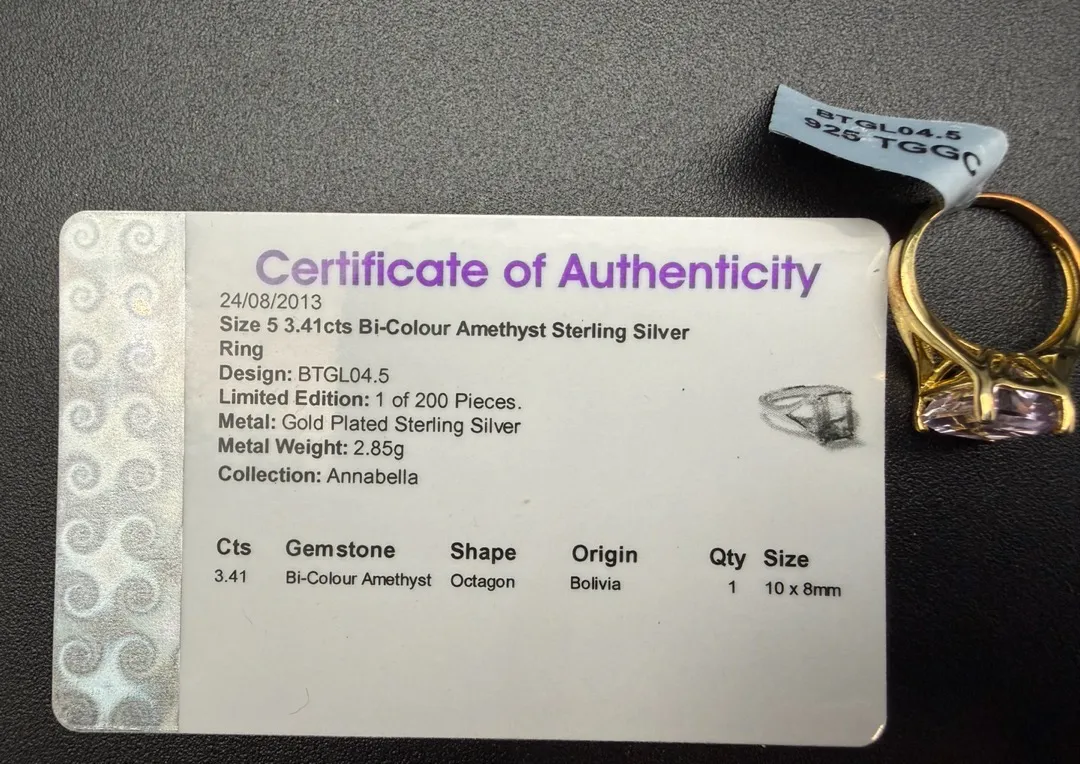 BTGL04.5
925 TGGC
Certificate of Authenticity
24/08/2013
Size 5 3.41cts Bi-Colour Amethyst Sterling Silver
Ring
Design: BTGL04.5
Limited Edition: 1 of 200 Pieces.
Metal: Gold Plated Sterling Silver
Metal Weight: 2.85g
Collection: Annabella
Cts Gemstone Shape Origin Qty Size
3.41 Bi-Colour Amethyst Octagon Bolivia 1 10 x 8mm